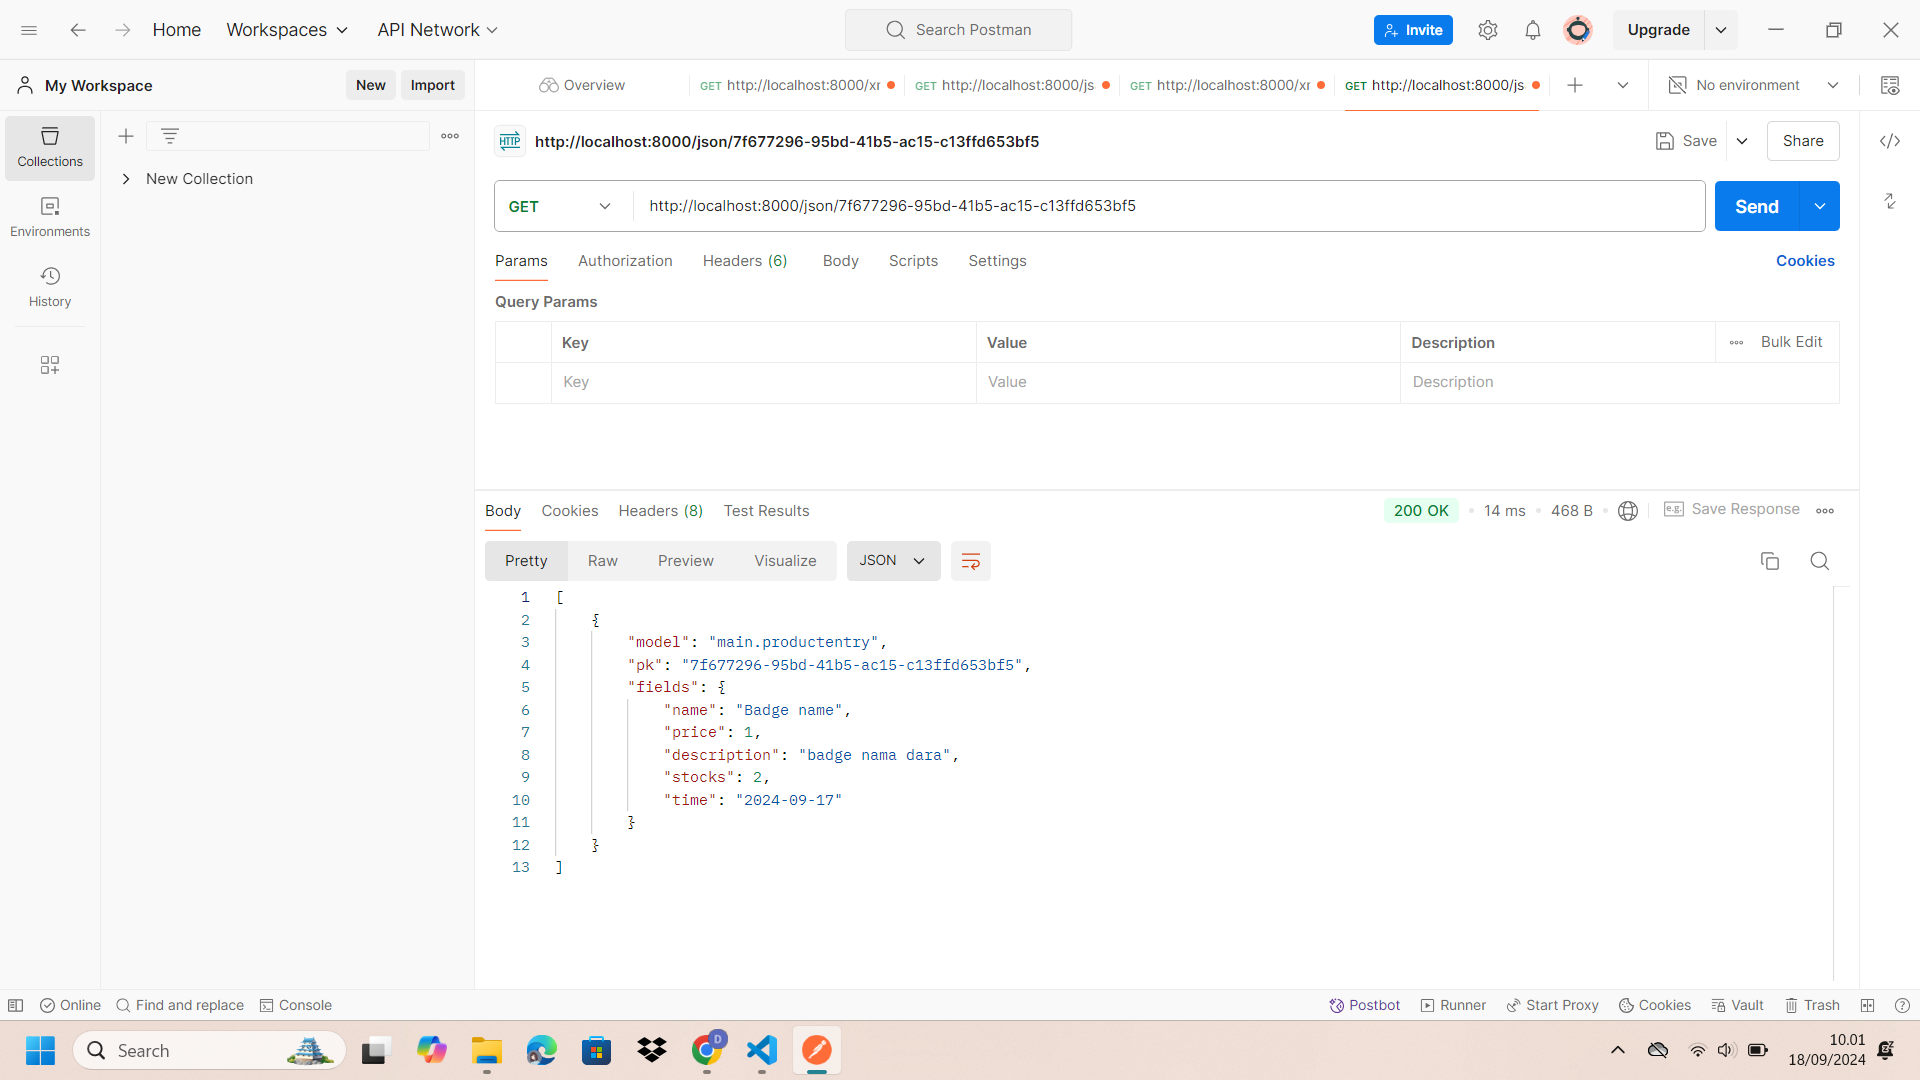 Home Workspaces API Network Search Postman Invite Upgrade
My Workspace New Import Overview GET http://localhost:8000/xr GET http://localhost:8000/js GET http://localhost:8000/xr GET http://localhost:8000/js No environment
Collections
Environments
History
New Collection
HTTP http://localhost:8000/json/7f677296-95bd-41b5-ac15-c13ffd653bf5 Save Share
GET http://localhost:8000/json/7f677296-95bd-41b5-ac15-c13ffd653bf5 Send
Params Authorization Headers (6) Body Scripts Settings Cookies
Query Params
Key Value Description Bulk Edit
Key Value Description
Body Cookies Headers (8) Test Results 200 OK 14 ms 468 B e.g. Save Response
Pretty Raw Preview Visualize JSON
1 [
2 {
3 "model": "main.productentry",
4 "pk": "7f677296-95bd-41b5-ac15-c13ffd653bf5",
5 "fields": {
6 "name": "Badge name",
7 "price": 1,
8 "description": "badge nama dara",
9 "stocks": 2,
10 "time": "2024-09-17"
11 }
12 }
13 ]
Online Find and replace Console Postbot Runner Start Proxy Cookies Vault Trash
Search D 10.01
18/09/2024